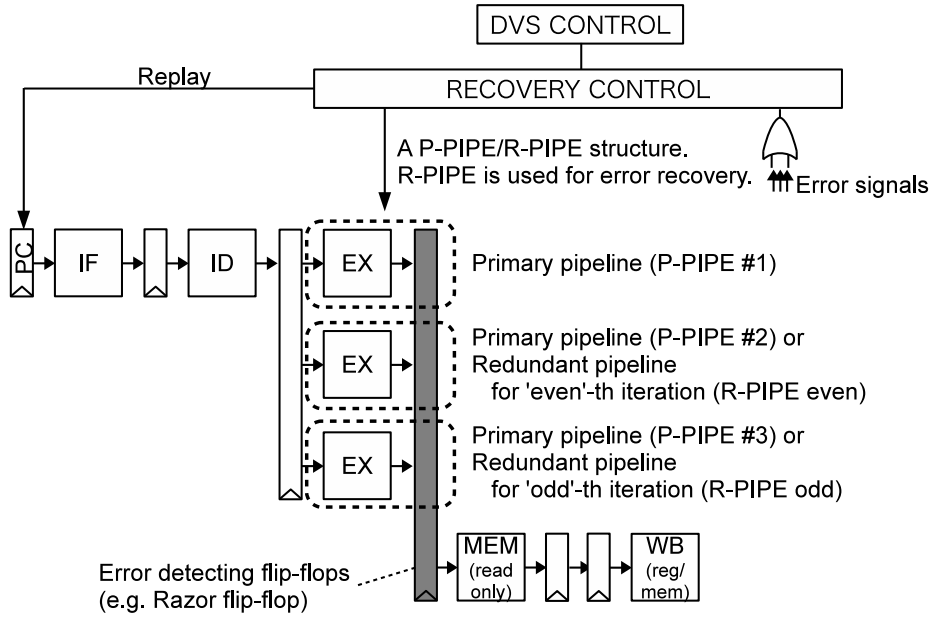 DVS CONTROL
Replay
RECOVERY CONTROL
A P-PIPE/R-PIPE structure.
R-PIPE is used for error recovery.
Error signals
PC
IF
ID
EX
Primary pipeline (P-PIPE #1)
EX
Primary pipeline (P-PIPE #2) or
Redundant pipeline
for 'even'-th iteration (R-PIPE even)
EX
Primary pipeline (P-PIPE #3) or
Redundant pipeline
for 'odd'-th iteration (R-PIPE odd)
Error detecting flip-flops
(e.g. Razor flip-flop)
MEM
(read
only)
WB
(reg/
mem)